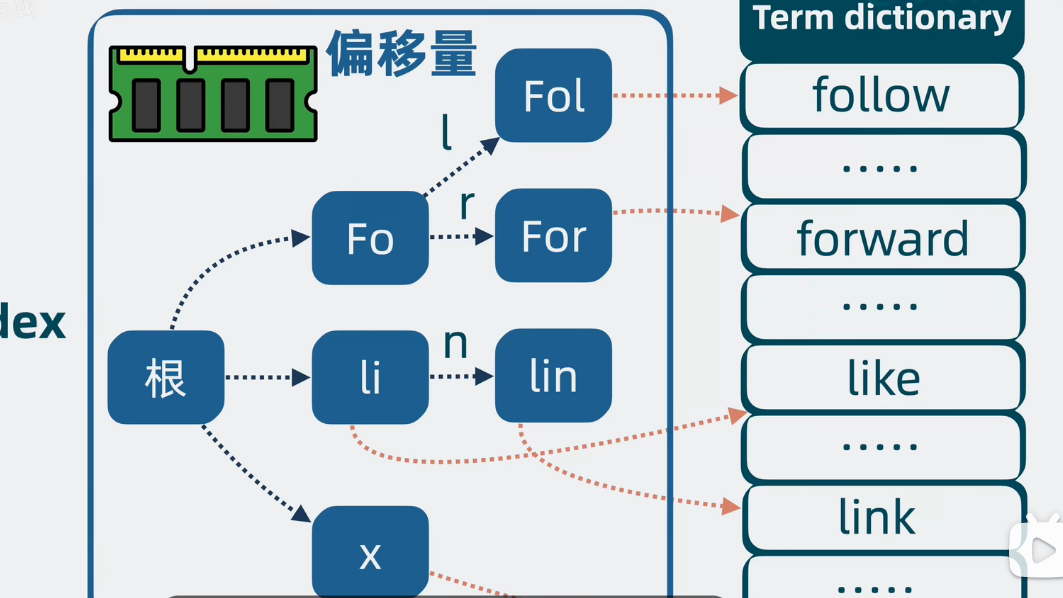 偏移量
Term dictionary
Fol
follow
l
.....
Fo
r
For
forward
.....
dex
根
li
n
lin
like
.....
link
x
.....